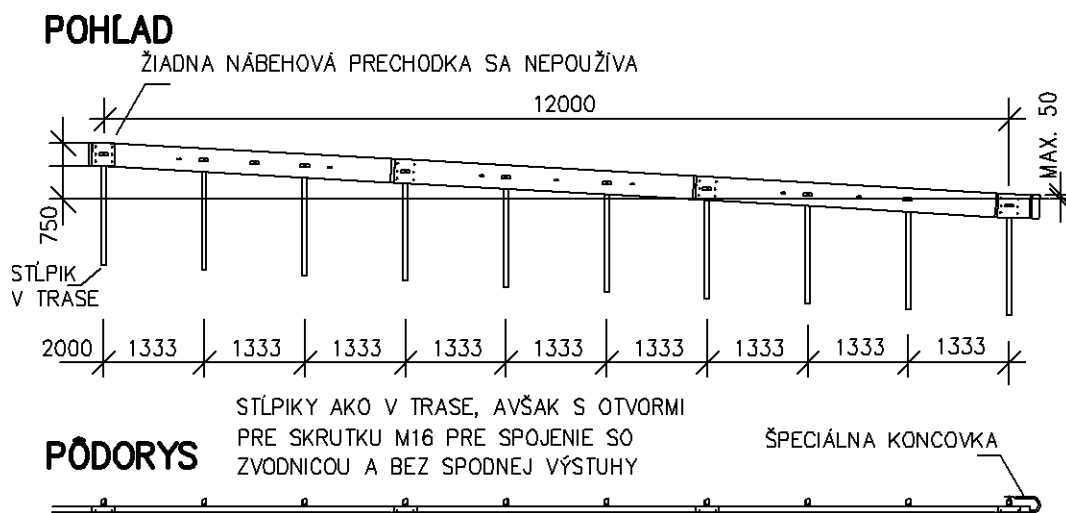 POHĽAD
ŽIADNA NÁBEHOVÁ PRECHODKA SA NEPOUŽÍVA
12000
MAX. 50
750
STĹPIK
V TRASE
2000 1333 1333 1333 1333 1333 1333 1333 1333 1333
STĹPIKY AKO V TRASE, AVŠAK S OTVORMI
PRE SKRUTKU M16 PRE SPOJENIE SO
ZVODNICOU A BEZ SPODNEJ VÝSTUHY
PÔDORYS
ŠPECIÁLNA KONCOVKA